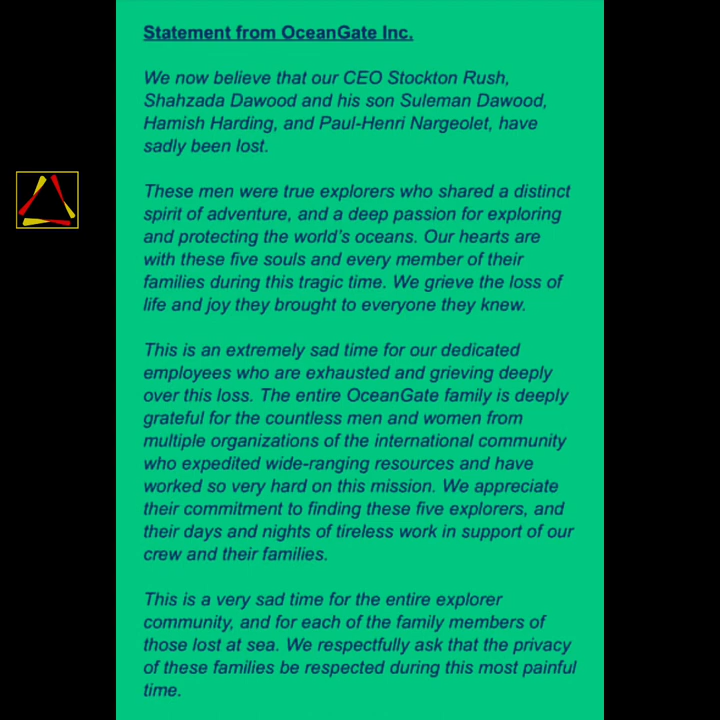 Statement from OceanGate Inc.
We now believe that our CEO Stockton Rush,
Shahzada Dawood and his son Suleman Dawood,
Hamish Harding, and Paul-Henri Nargeolet, have
sadly been lost.
These men were true explorers who shared a distinct
spirit of adventure, and a deep passion for exploring
and protecting the world's oceans. Our hearts are
with these five souls and every member of their
families during this tragic time. We grieve the loss of
life and joy they brought to everyone they knew.
This is an extremely sad time for our dedicated
employees who are exhausted and grieving deeply
over this loss. The entire OceanGate family is deeply
grateful for the countless men and women from
multiple organizations of the international community
who expedited wide-ranging resources and have
worked so very hard on this mission. We appreciate
their commitment to finding these five explorers, and
their days and nights of tireless work in support of our
crew and their families.
This is a very sad time for the entire explorer
community, and for each of the family members of
those lost at sea. We respectfully ask that the privacy
of these families be respected during this most painful
time.